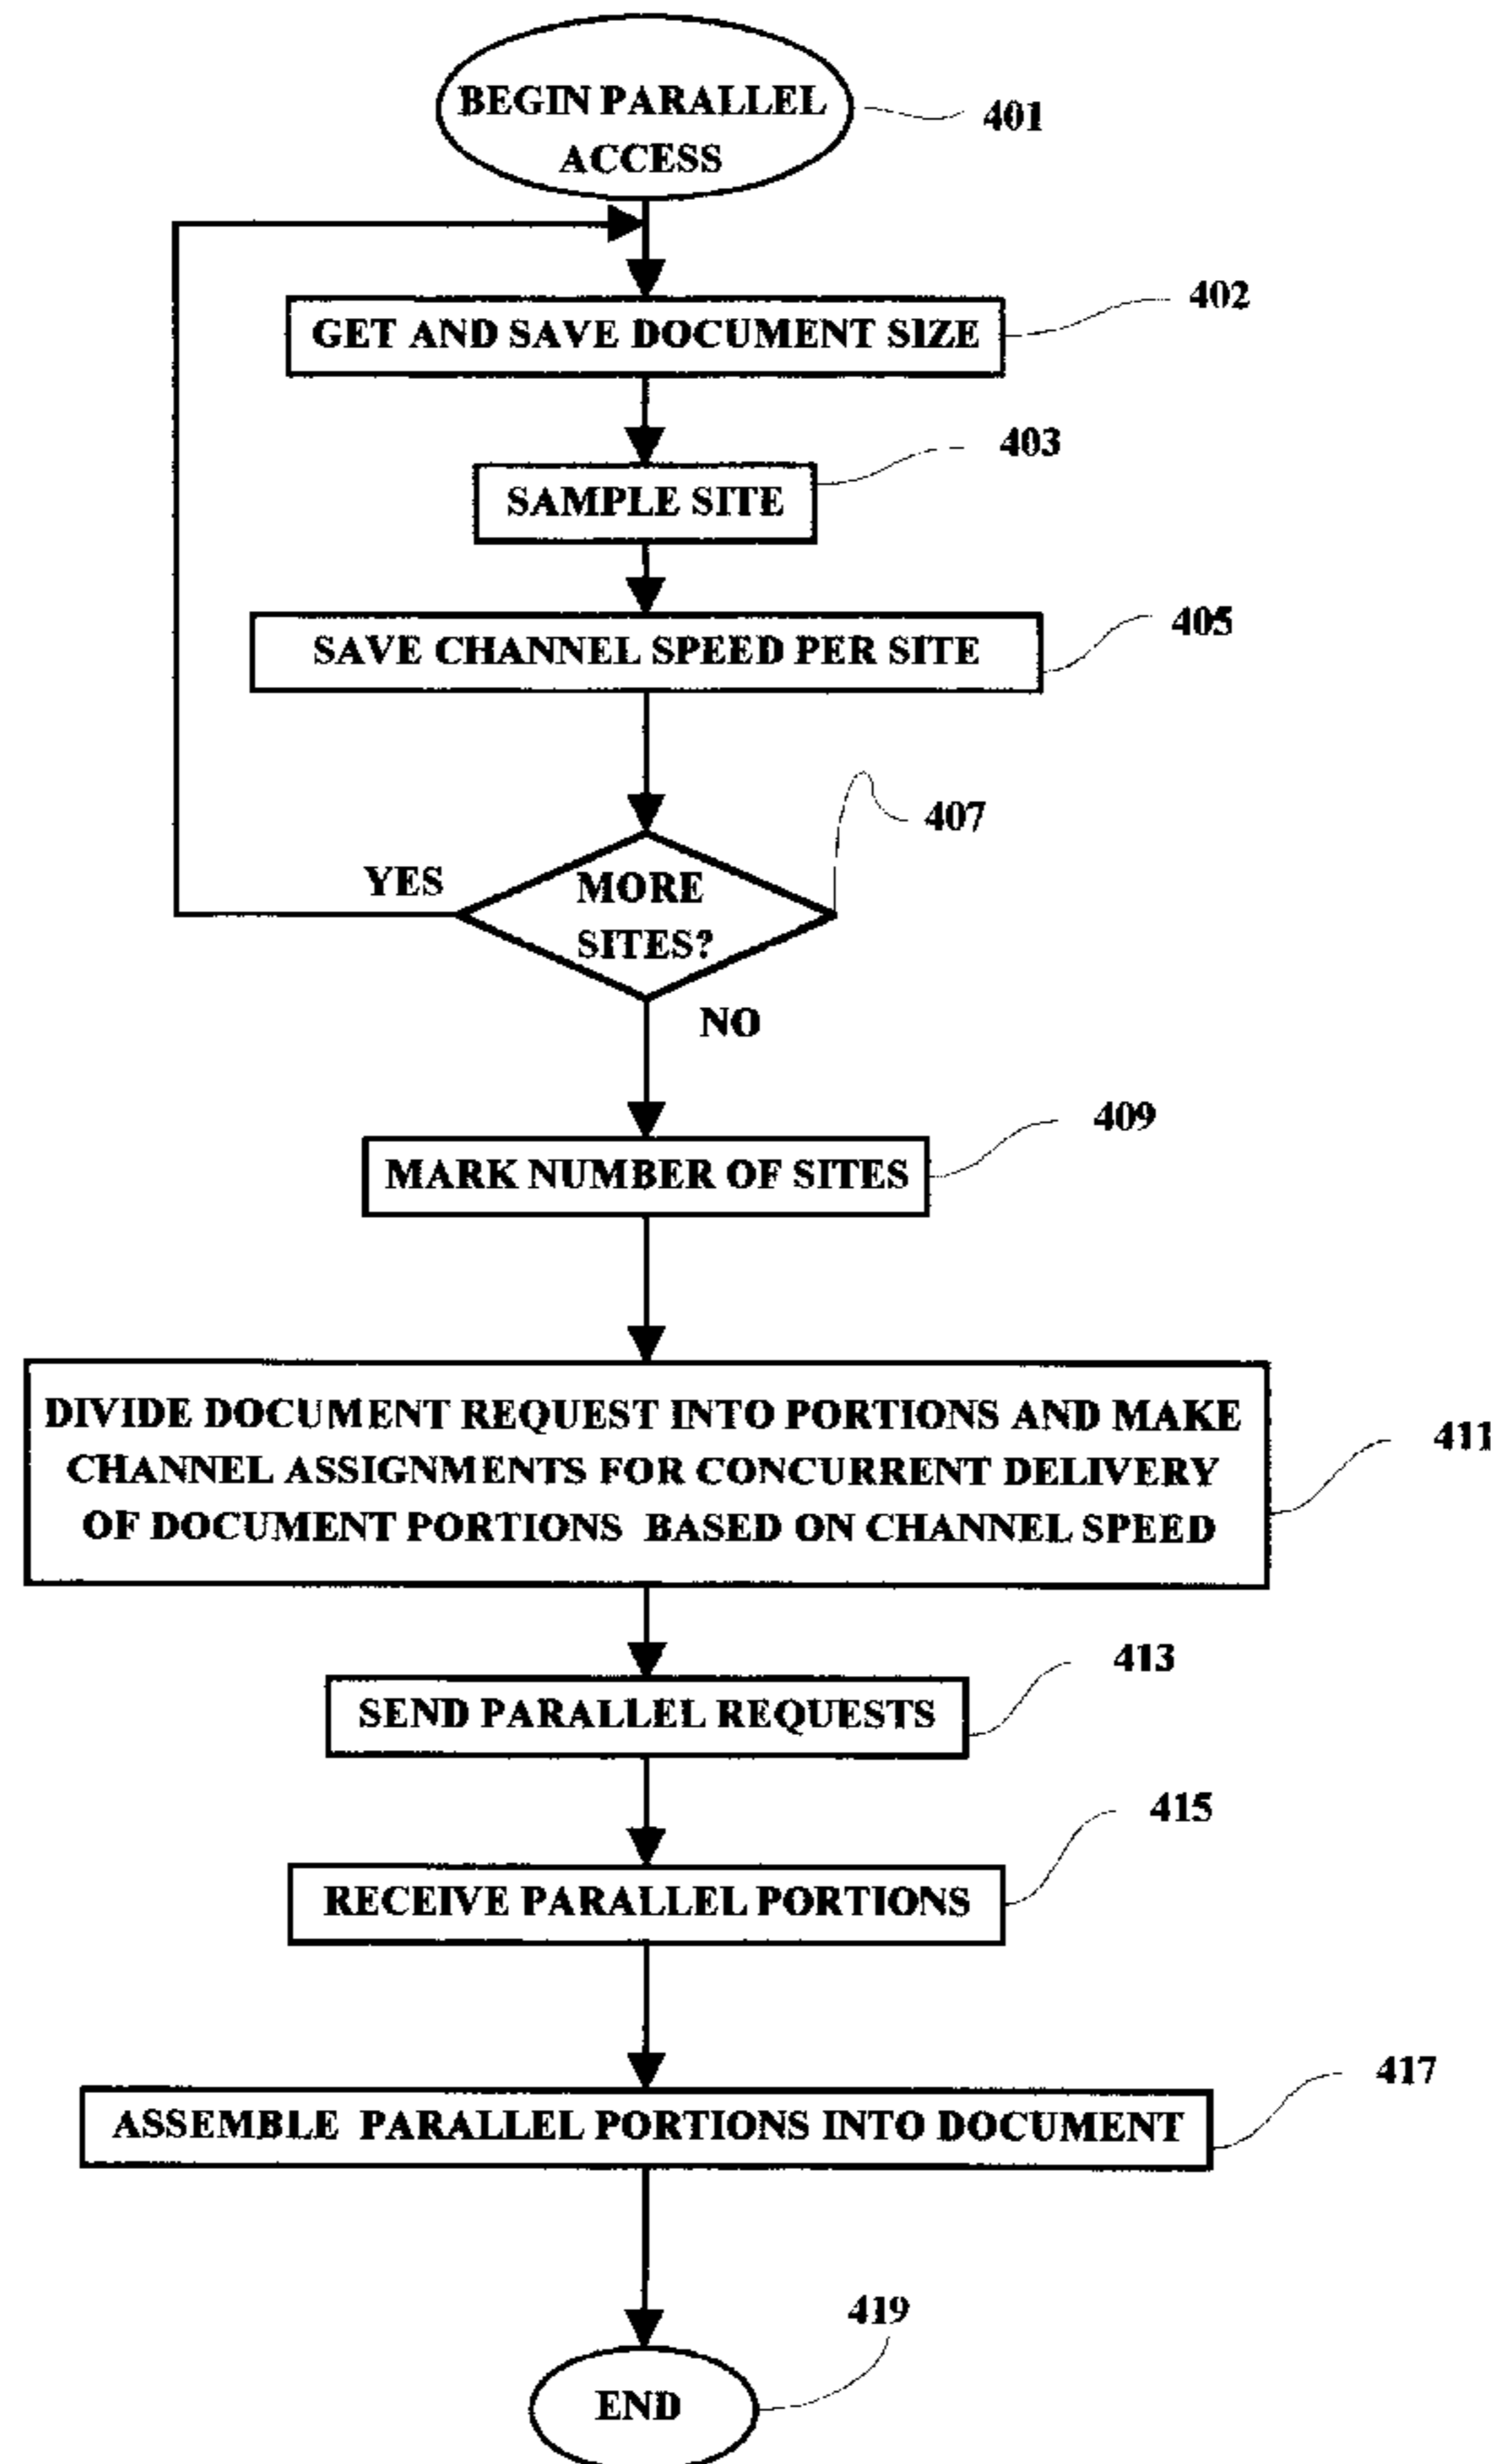 BEGIN PARALLEL
ACCESS
401
GET AND SAVE DOCUMENT SIZE
402
SAMPLE SITE
403
SAVE CHANNEL SPEED PER SITE
405
MORE
SITES?
407
YES
NO
MARK NUMBER OF SITES
409
DIVIDE DOCUMENT REQUEST INTO PORTIONS AND MAKE
CHANNEL ASSIGNMENTS FOR CONCURRENT DELIVERY
OF DOCUMENT PORTIONS BASED ON CHANNEL SPEED
411
SEND PARALLEL REQUESTS
413
RECEIVE PARALLEL PORTIONS
415
ASSEMBLE PARALLEL PORTIONS INTO DOCUMENT
417
END
419